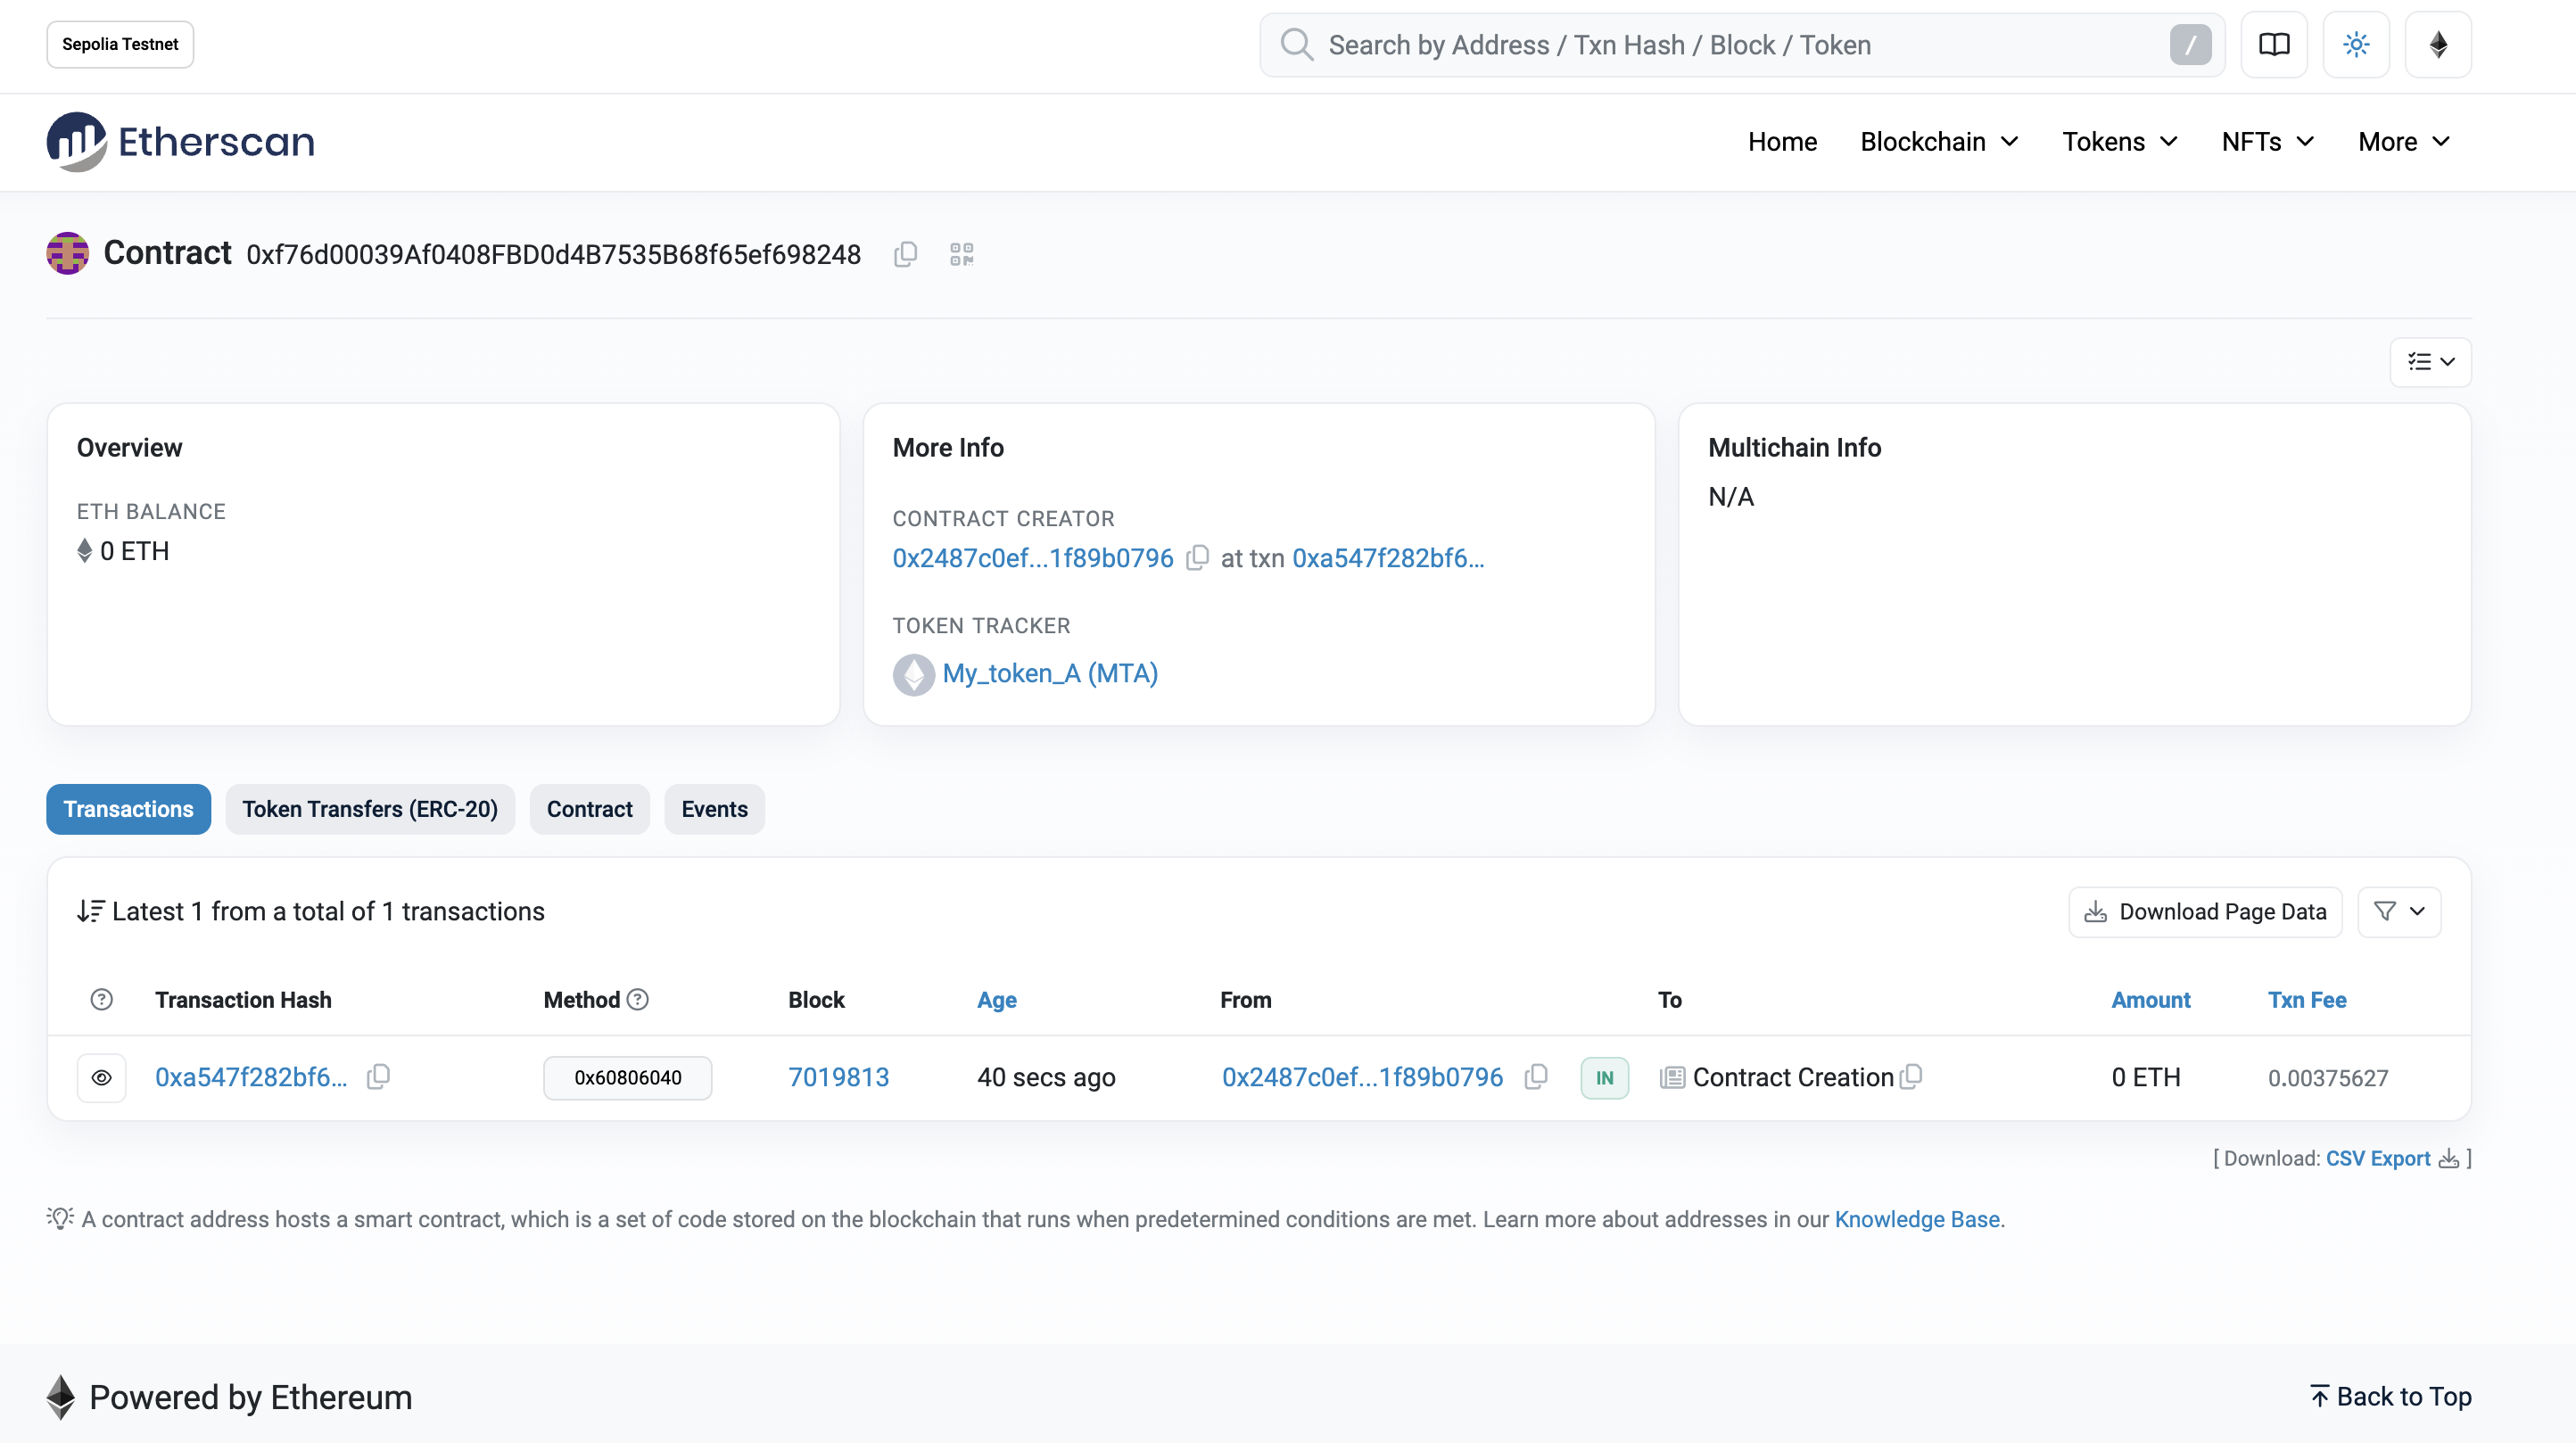 Sepolia Testnet
Search by Address / Txn Hash / Block / Token /
Etherscan
Home Blockchain Tokens NFTs More
Contract 0xf76d00039Af0408FBD0d4B7535B68f65ef698248
Overview
ETH BALANCE
0 ETH
More Info
CONTRACT CREATOR
0x2487c0ef...1f89b0796 at txn 0xa547f282bf6...
TOKEN TRACKER
My_token_A (MTA)
Multichain Info
N/A
Transactions Token Transfers (ERC-20) Contract Events
Latest 1 from a total of 1 transactions
Download Page Data
Transaction Hash Method Block Age From To Amount Txn Fee
0xa547f282bf6... 0x60806040 7019813 40 secs ago 0x2487c0ef...1f89b0796 IN Contract Creation 0 ETH 0.00375627
[ Download: CSV Export ]
A contract address hosts a smart contract, which is a set of code stored on the blockchain that runs when predetermined conditions are met. Learn more about addresses in our Knowledge Base.
Powered by Ethereum
Back to Top